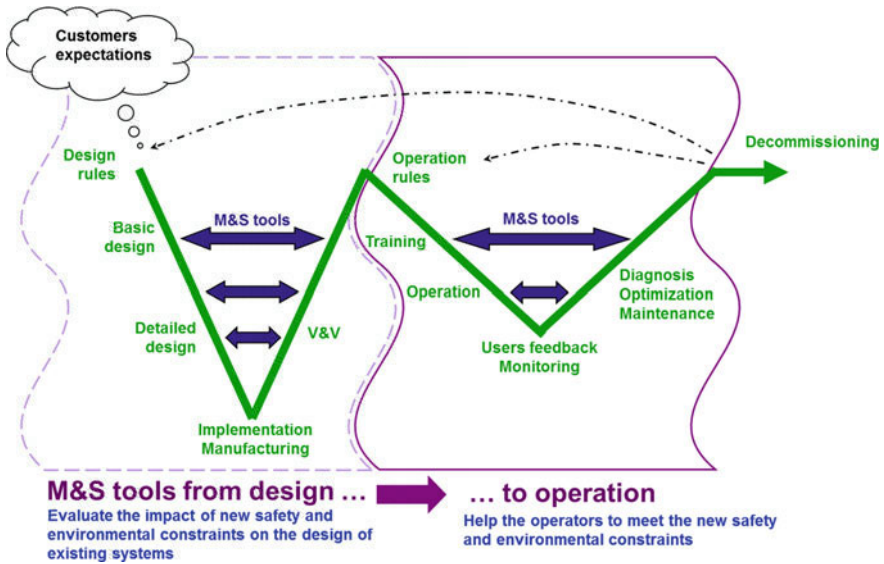 Customers
expectations
Design
rules
Operation
rules
Decommissioning
Basic
design
M&S tools
Training
M&S tools
Operation
Diagnosis
Optimization
Maintenance
Detailed
design
V&V
Users feedback
Monitoring
Implementation
Manufacturing
M&S tools from design ...
... to operation
Evaluate the impact of new safety and
environmental constraints on the design of
existing systems
Help the operators to meet the new safety
and environmental constraints